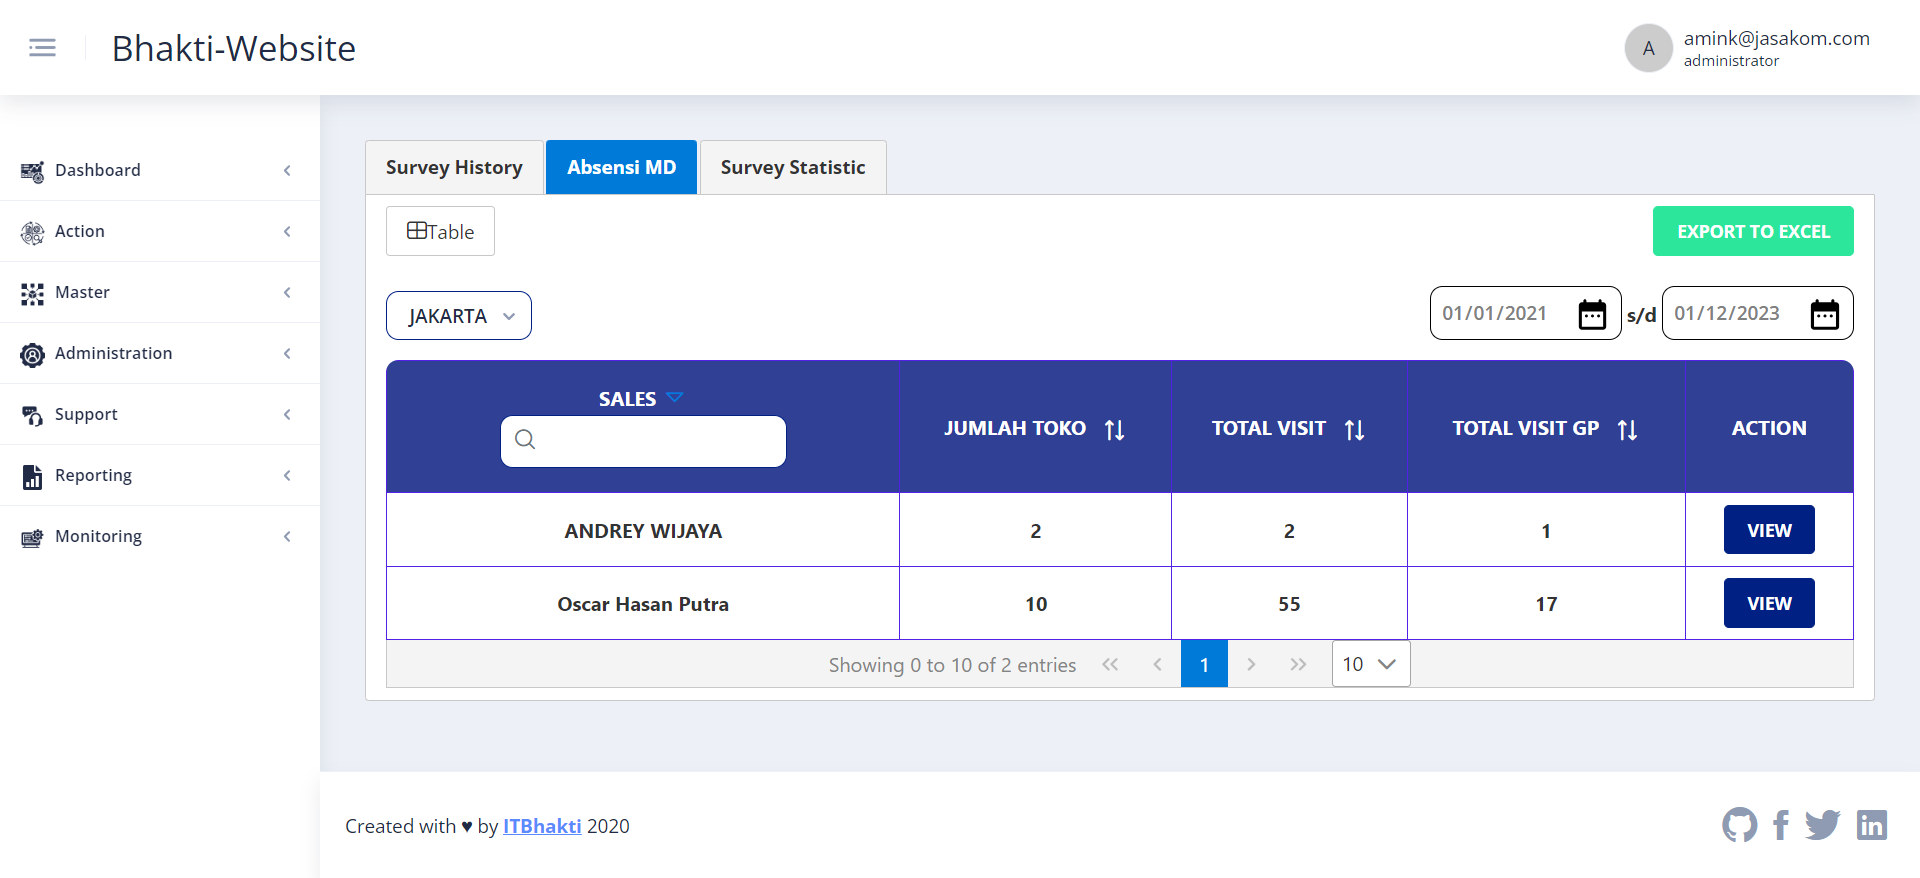 Bhakti-Website
A
amink@jasakom.com
administrator
Dashboard
Action
Master
Administration
Support
Reporting
Monitoring
Survey History
Absensi MD
Survey Statistic
Table
EXPORT TO EXCEL
JAKARTA
01/01/2021 s/d 01/12/2023
SALES JUMLAH TOKO TOTAL VISIT TOTAL VISIT GP ACTION
ANDREY WIJAYA 2 2 1 VIEW
Oscar Hasan Putra 10 55 17 VIEW
Showing 0 to 10 of 2 entries 1 10
Created with ♥ by ITBhakti 2020